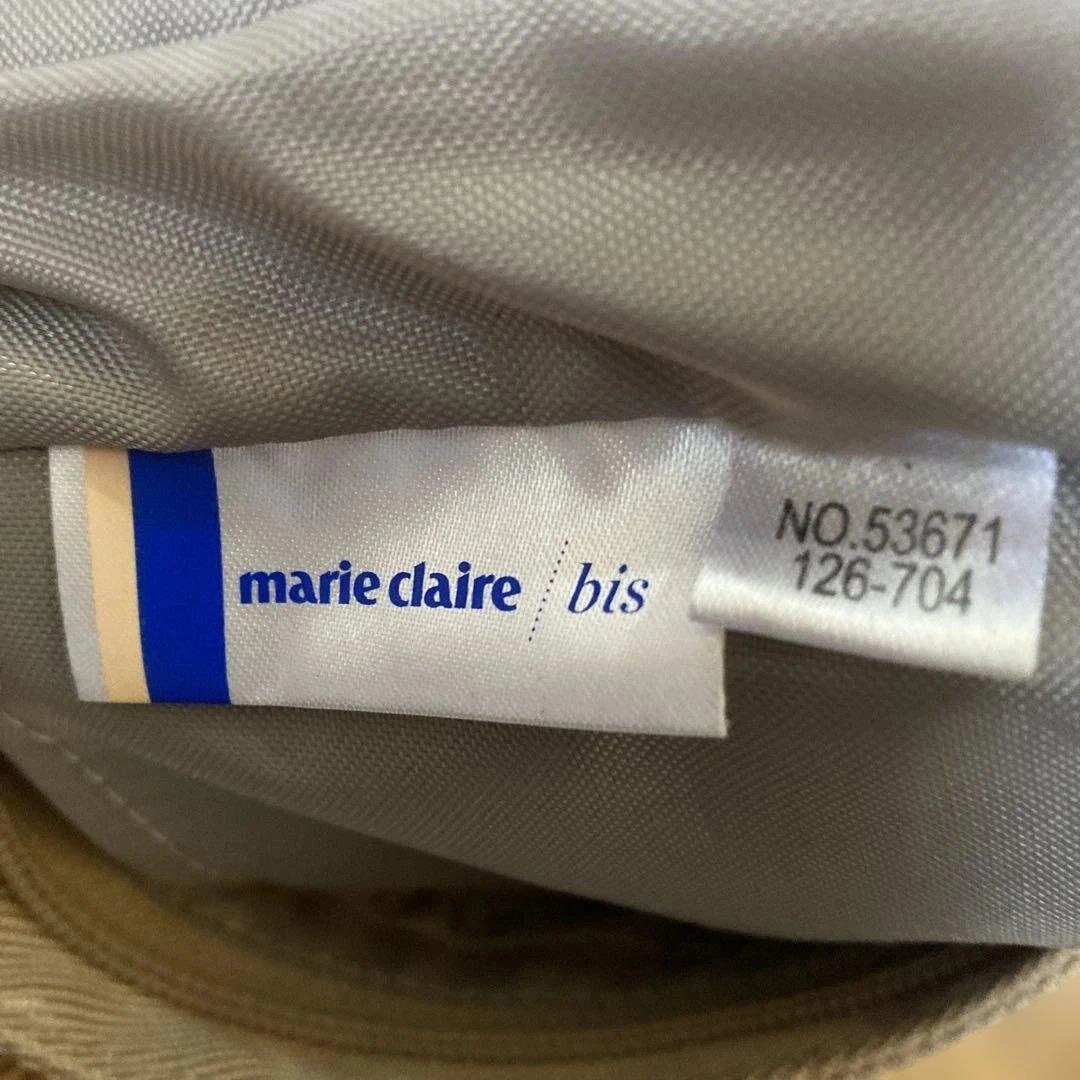 marie claire / bis
NO.53671
126-704